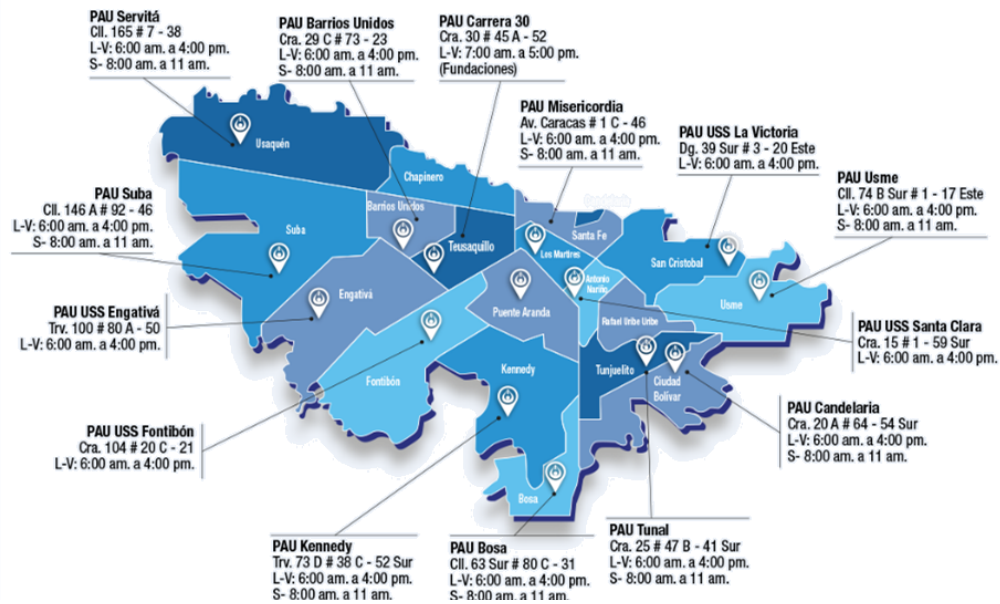 PAU Servitá
Cll. 165 # 7 - 38
L-V: 6:00 am. a 4:00 pm.
S- 8:00 am. a 11 am.
PAU Barrios Unidos
Cra. 29 C # 73 - 23
L-V: 6:00 am. a 4:00 pm.
S- 8:00 am. a 11 am.
PAU Carrera 30
Cra. 30 # 45 A - 52
L-V: 7:00 am. a 5:00 pm.
(Fundaciones)
PAU Misericordia
Av. Caracas # 1 C - 46
L-V: 6:00 am. a 4:00 pm.
S- 8:00 am. a 11 am.
PAU USS La Victoria
Dg. 39 Sur # 3 - 20 Este
L-V: 6:00 am. a 4:00 pm.
PAU Usme
Cll. 74 B Sur # 1 - 17 Este
L-V: 6:00 am. a 4:00 pm.
S- 8:00 am. a 11 am.
PAU Suba
Cll. 146 A # 92 - 46
L-V: 6:00 am. a 4:00 pm.
S- 8:00 am. a 11 am.
PAU USS Engativá
Trv. 100 # 80 A - 50
L-V: 6:00 am. a 4:00 pm.
PAU USS Fontibón
Cra. 104 # 20 C - 21
L-V: 6:00 am. a 4:00 pm.
Usaquén
Chapinero
Barrios Unidos
Suba
Teusaquillo
Santa Fe
Los Martires
San Cristobal
Engativá
Antonio
Nariño
Usme
Puente Aranda
Rafael Uribe Uribe
Fontibón
Kennedy
Tunjuelito
Ciudad
Bolívar
Bosa
PAU USS Santa Clara
Cra. 15 # 1 - 59 Sur
L-V: 6:00 am. a 4:00 pm.
PAU Candelaria
Cra. 20 A # 64 - 54 Sur
L-V: 6:00 am. a 4:00 pm.
S- 8:00 am. a 11 am.
PAU Kennedy
Trv. 73 D # 38 C - 52 Sur
L-V: 6:00 am. a 4:00 pm.
S- 8:00 am. a 11 am.
PAU Bosa
Cll. 63 Sur # 80 C - 31
L-V: 6:00 am. a 4:00 pm.
S- 8:00 am. a 11 am.
PAU Tunal
Cra. 25 # 47 B - 41 Sur
L-V: 6:00 am. a 4:00 pm.
S- 8:00 am. a 11 am.